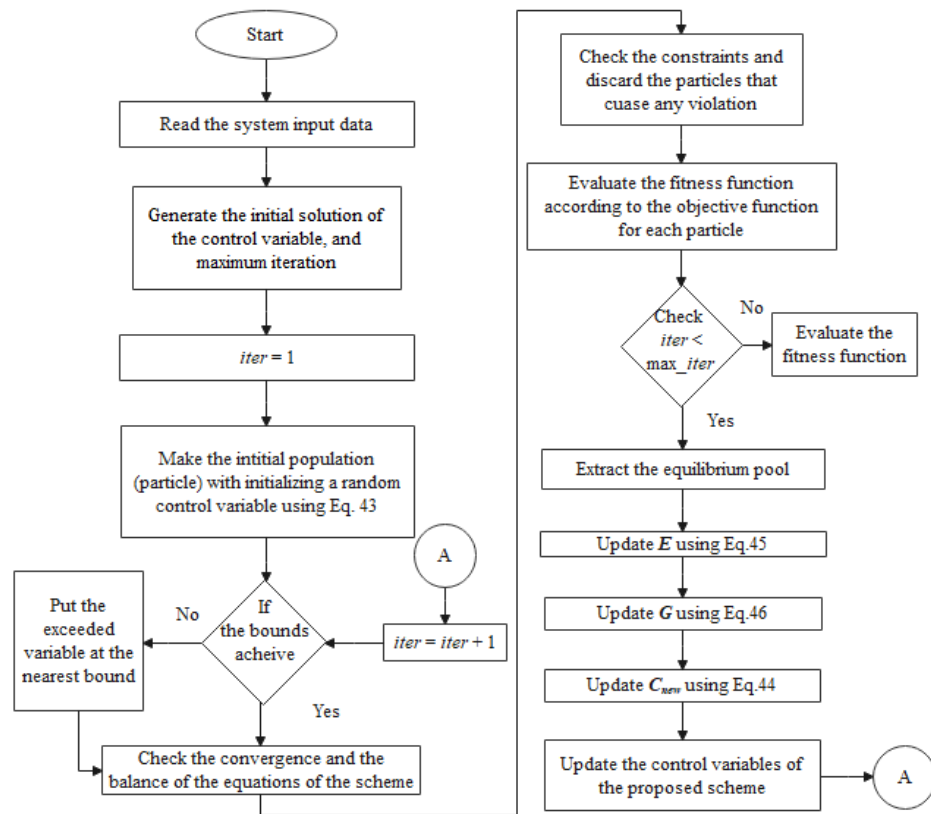 Start
Read the system input data
Generate the initial solution of
the control variable, and
maximum iteration
iter = 1
Make the intitial population
(particle) with initializing a random
control variable using Eq. 43
A
iter = iter + 1
If
the bounds
acheive
No
Put the
exceeded
variable at the
nearest bound
Yes
Check the convergence and the
balance of the equations of the scheme
Check the constraints and
discard the particles that
cuase any violation
Evaluate the fitness function
according to the objective function
for each particle
Check
iter <
max_iter
No
Evaluate the
fitness function
Yes
Extract the equilibrium pool
Update E using Eq.45
Update G using Eq.46
Update Cnew using Eq.44
Update the control variables of
the proposed scheme
A